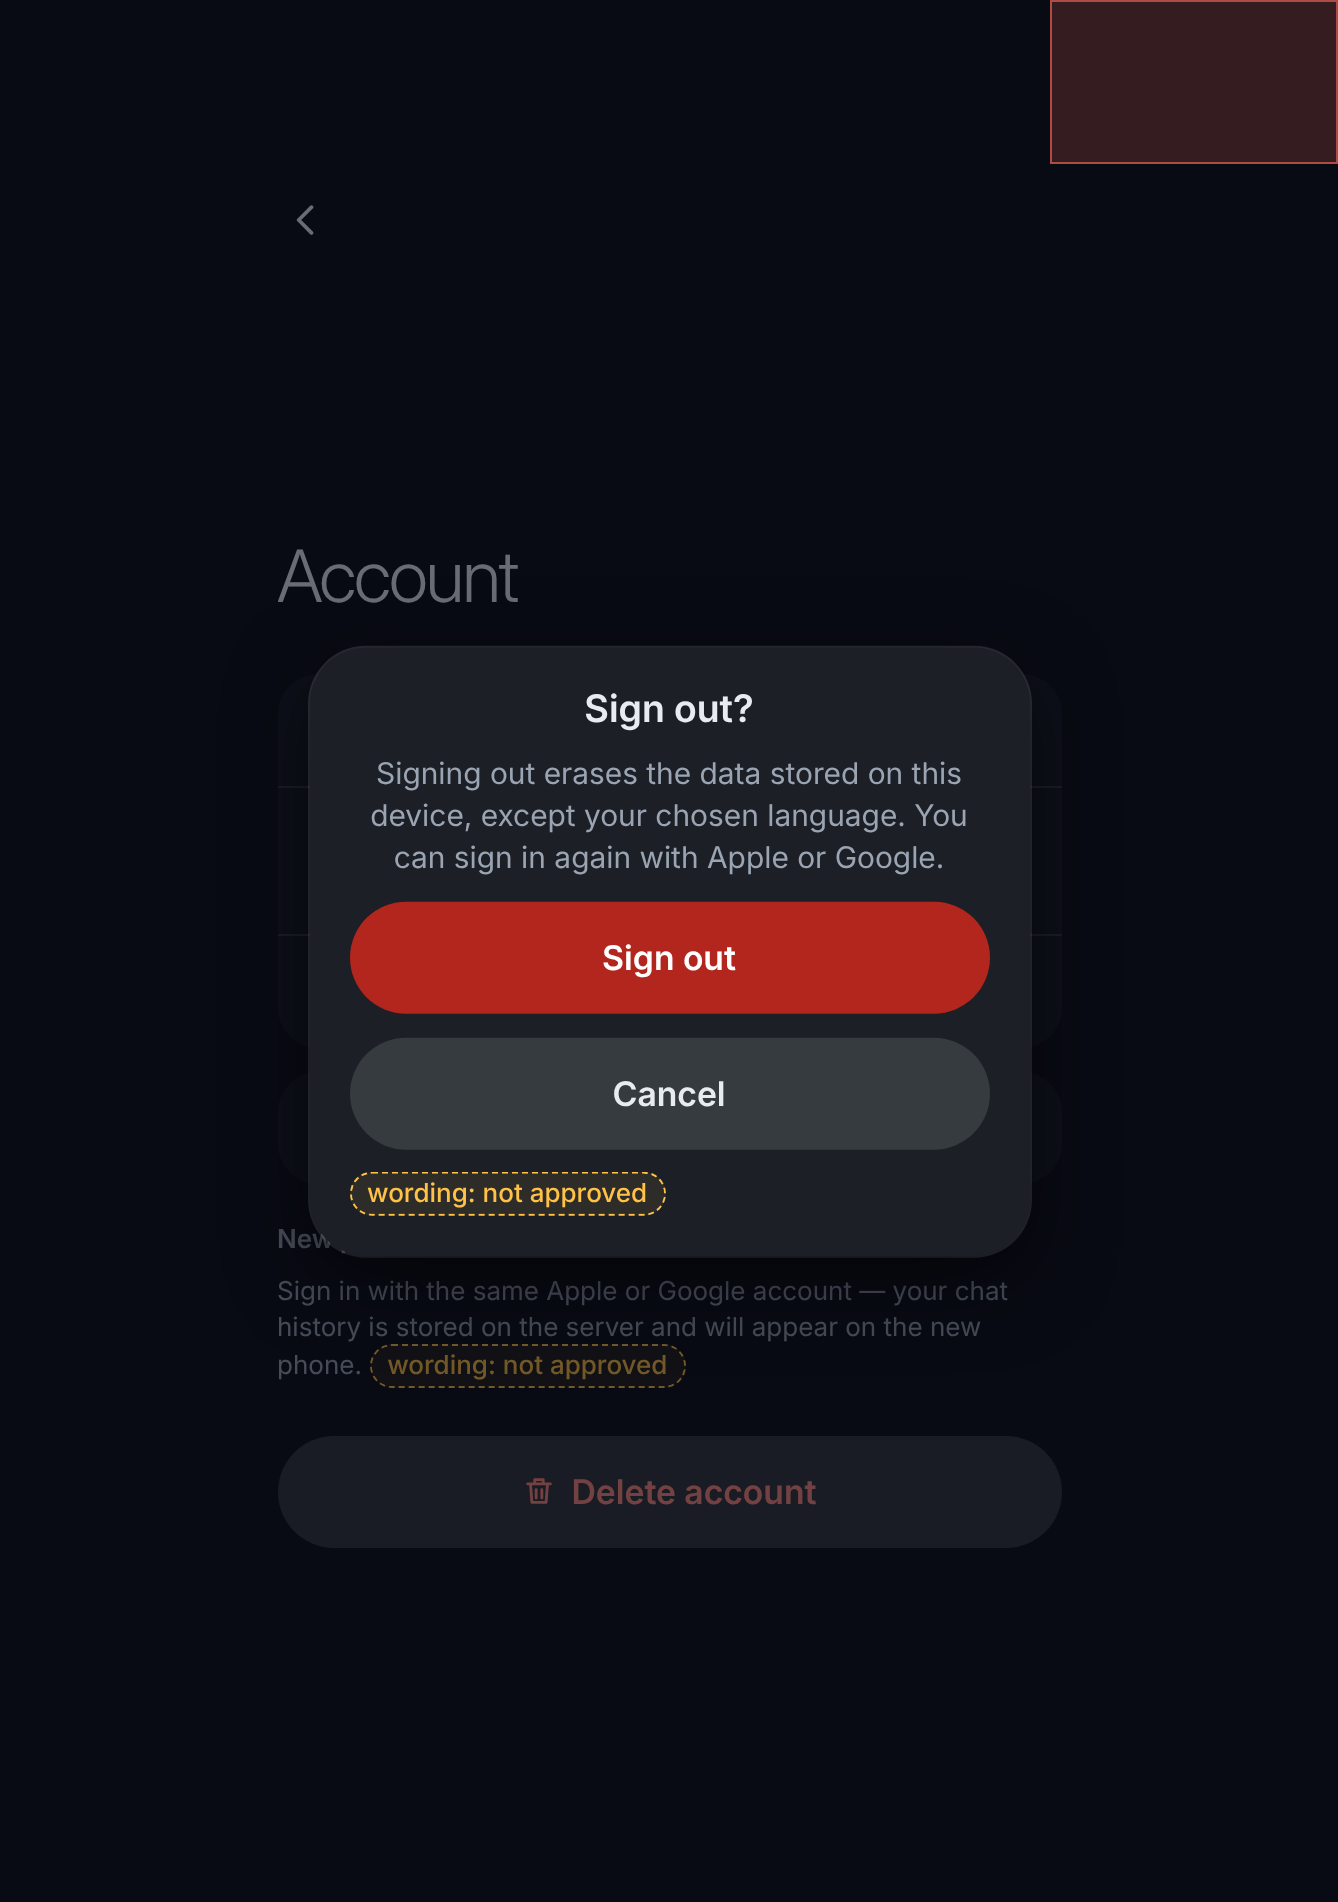 Account
Sign out?
Signing out erases the data stored on this
device, except your chosen language. You
can sign in again with Apple or Google.
Sign out
Cancel
wording: not approved
New
Sign in with the same Apple or Google account — your chat
history is stored on the server and will appear on the new
phone. wording: not approved
Delete account